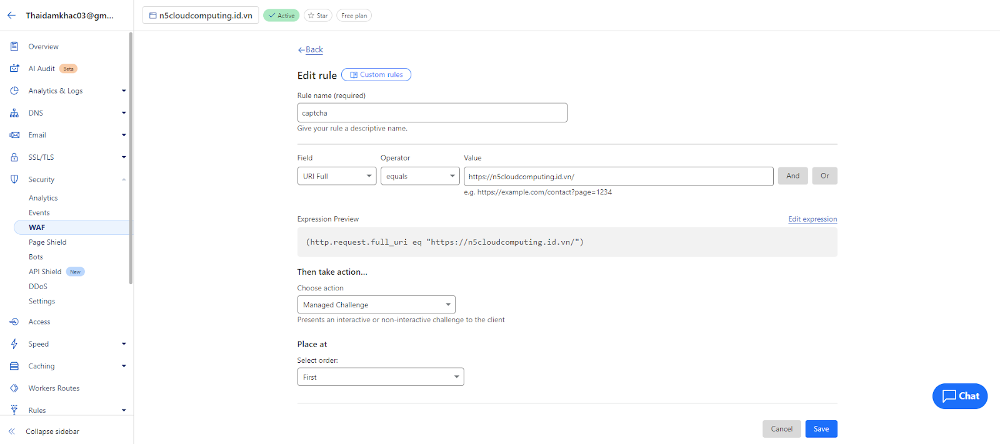 Thaidamkhac03@gm...
n5cloudcomputing.id.vn
Active
Star
Free plan
Overview
AI Audit Beta
Analytics & Logs
DNS
Email
SSL/TLS
Security
Analytics
Events
WAF
Page Shield
Bots
API Shield New
DDoS
Settings
Access
Speed
Caching
Workers Routes
Rules
Collapse sidebar
Back
Edit rule Custom rules
Rule name (required)
captcha
Give your rule a descriptive name.
Field Operator Value
URI Full equals https://n5cloudcomputing.id.vn/ And Or
e.g. https://example.com/contact?page=1234
Expression Preview Edit expression
(http.request.full_uri eq "https://n5cloudcomputing.id.vn/")
Then take action...
Choose action
Managed Challenge
Presents an interactive or non-interactive challenge to the client
Place at
Select order:
First
Chat
Cancel Save